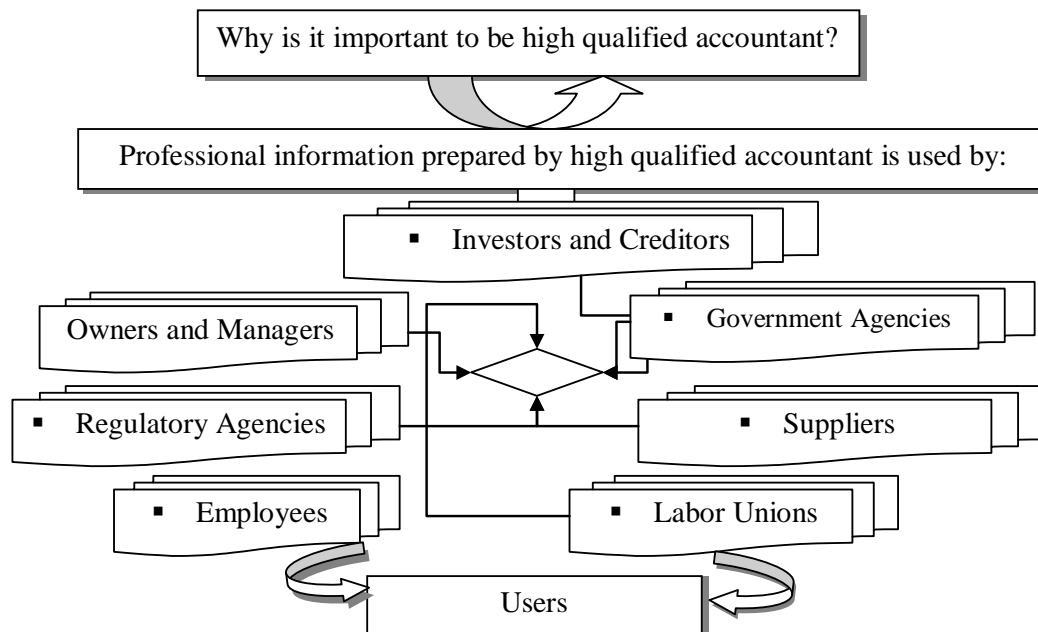 Why is it important to be high qualified accountant?
Professional information prepared by high qualified accountant is used by:
▪ Investors and Creditors
Owners and Managers
▪ Government Agencies
▪ Regulatory Agencies
▪ Suppliers
▪ Employees
▪ Labor Unions
Users